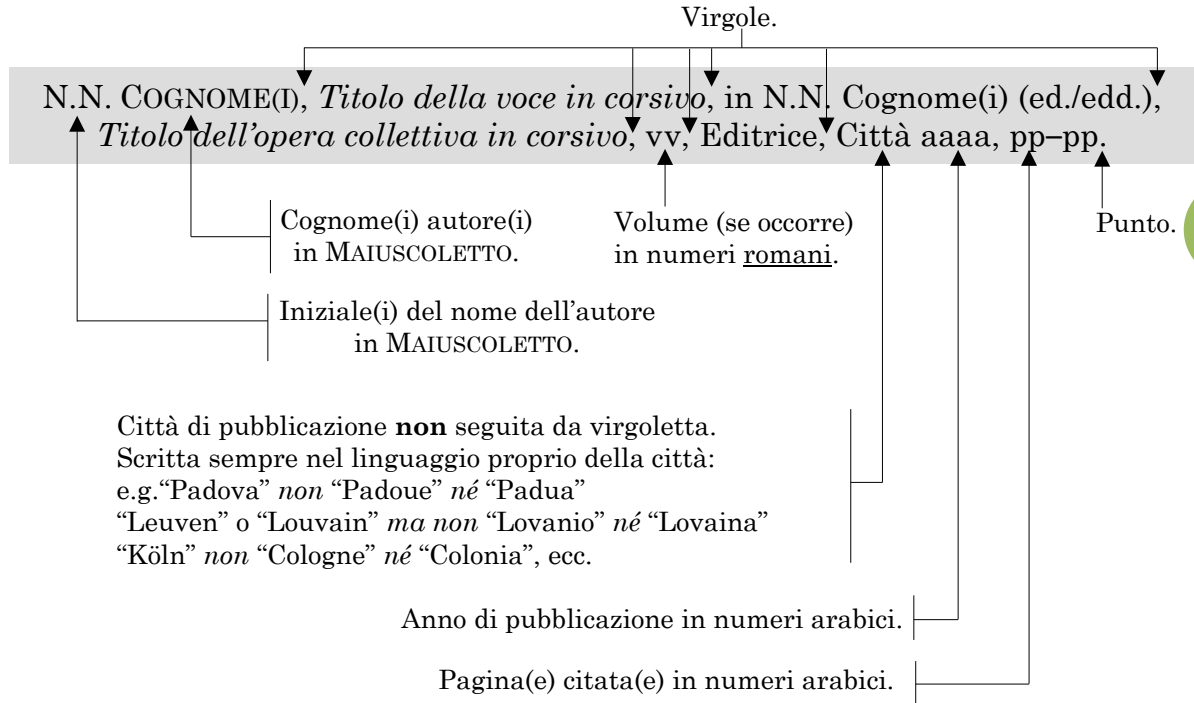 Virgole.
N.N. COGNOME(I), Titolo della voce in corsivo, in N.N. Cognome(i) (ed./edd.),
Titolo dell’opera collettiva in corsivo, vv, Editrice, Città aaaa, pp–pp.
Cognome(i) autore(i)
in MAIUSCOLETTO.
Volume (se occorre)
in numeri romani.
Punto.
Iniziale(i) del nome dell’autore
in MAIUSCOLETTO.
Città di pubblicazione non seguita da virgoletta.
Scritta sempre nel linguaggio proprio della città:
e.g.“Padova” non “Padoue” né “Padua”
“Leuven” o “Louvain” ma non “Lovanio” né “Lovaina”
“Köln” non “Cologne” né “Colonia”, ecc.
Anno di pubblicazione in numeri arabici.
Pagina(e) citata(e) in numeri arabici.